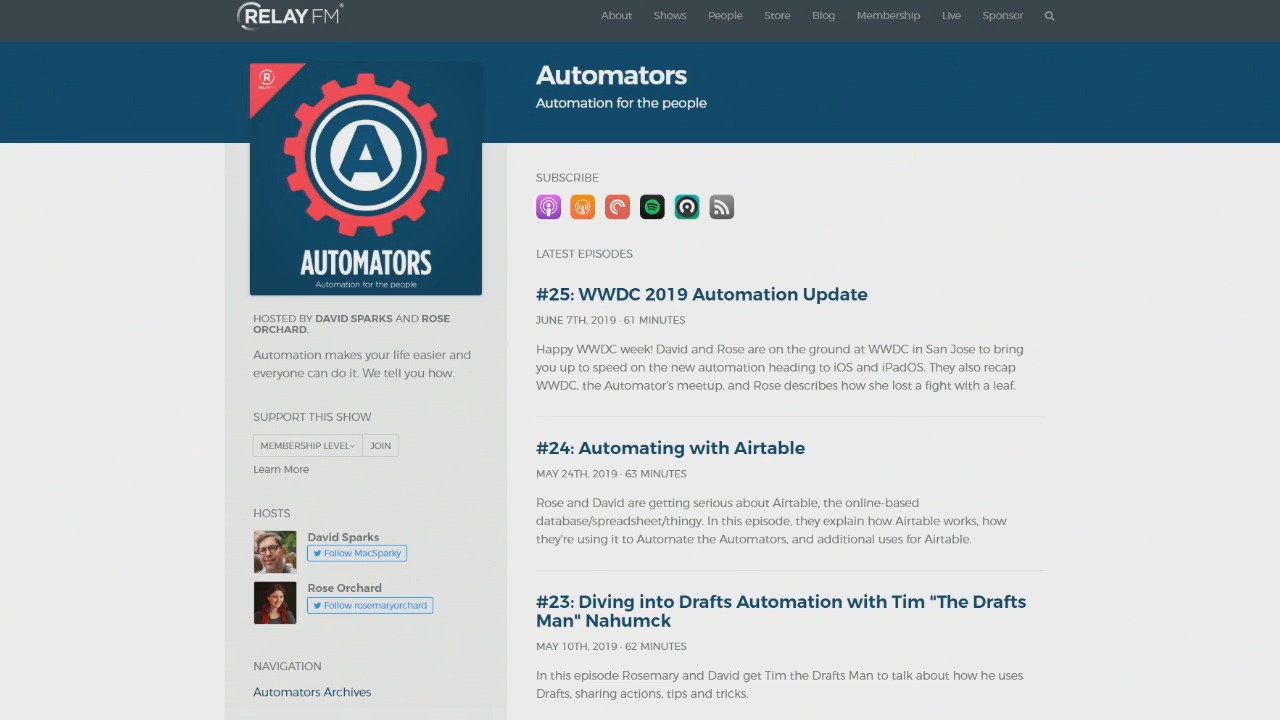 RELAY FM
About Shows People Store Blog Membership Live Sponsor
Automators
Automation for the people
R
RELAY FM
A
AUTOMATORS
Automation for the people
HOSTED BY DAVID SPARKS AND ROSE
ORCHARD.
Automation makes your life easier and
everyone can do it. We tell you how.
SUPPORT THIS SHOW
MEMBERSHIP LEVEL JOIN
Learn More
HOSTS
David Sparks
Follow MacSparky
Rose Orchard
Follow rosemaryorchard
NAVIGATION
Automators Archives
SUBSCRIBE
LATEST EPISODES
#25: WWDC 2019 Automation Update
JUNE 7TH, 2019 · 61 MINUTES
Happy WWDC week! David and Rose are on the ground at WWDC in San Jose to bring
you up to speed on the new automation heading to iOS and iPadOS. They also recap
WWDC, the Automator's meetup, and Rose describes how she lost a fight with a leaf.
#24: Automating with Airtable
MAY 24TH, 2019 · 63 MINUTES
Rose and David are getting serious about Airtable, the online-based
database/spreadsheet/thingy. In this episode, they explain how Airtable works, how
they're using it to Automate the Automators, and additional uses for Airtable.
#23: Diving into Drafts Automation with Tim "The Drafts
Man" Nahumck
MAY 10TH, 2019 · 62 MINUTES
In this episode Rosemary and David get Tim the Drafts Man to talk about how he uses
Drafts, sharing actions, tips and tricks.